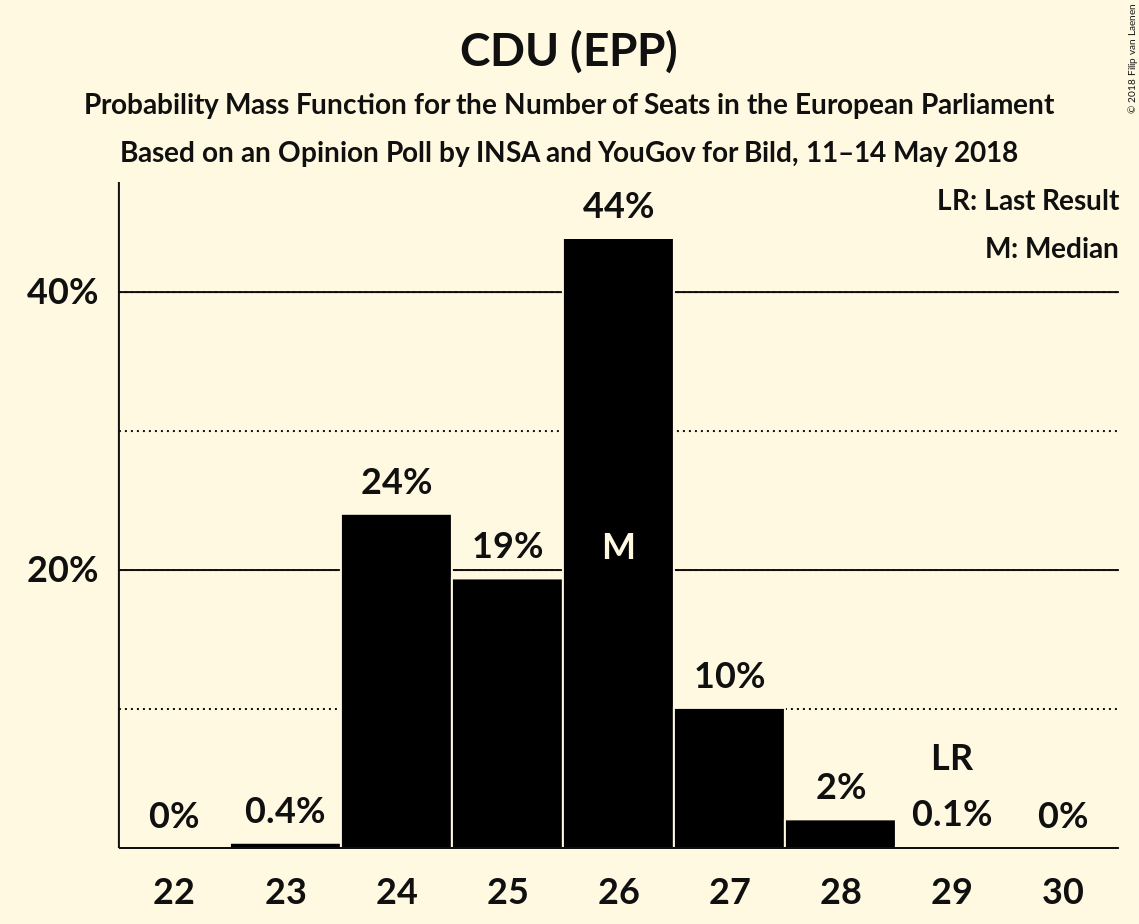 CDU (EPP)
Probability Mass Function for the Number of Seats in the European Parliament
Based on an Opinion Poll by INSA and YouGov for Bild, 11–14 May 2018
© 2018 Filip van Laenen
LR: Last Result
M: Median
44%
40%
24%
19%
M
20%
10%
LR
2%
0%
0.4%
0.1%
0%
22 23 24 25 26 27 28 29 30